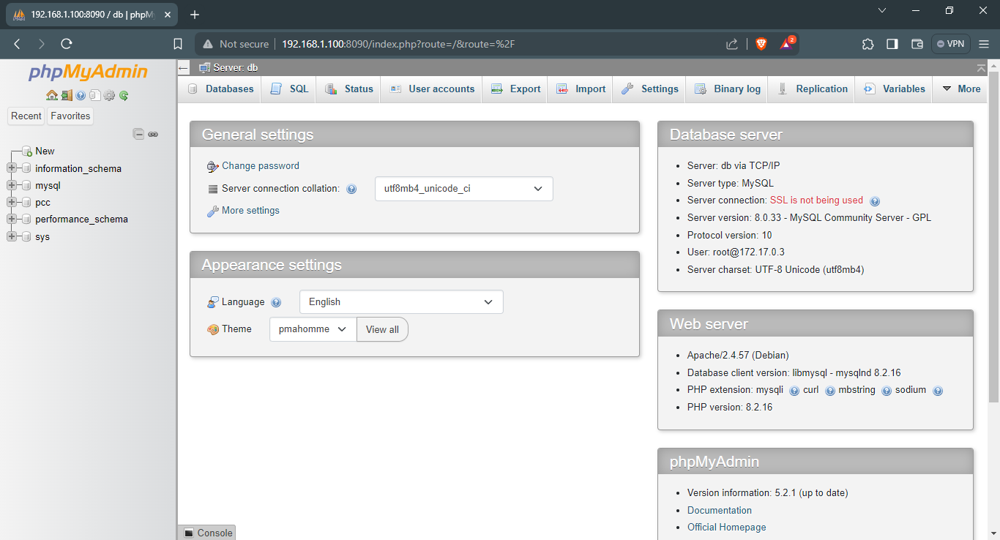 192.168.1.100:8090 / db | phpM
Not secure
192.168.1.100:8090/index.php?route=/&route=%2F
2
VPN
phpMyAdmin
Recent
Favorites
New
information_schema
mysql
pcc
performance_schema
sys
Server: db
Databases
SQL
Status
User accounts
Export
Import
Settings
Binary log
Replication
Variables
More
General settings
Change password
Server connection collation:
utf8mb4_unicode_ci
More settings
Appearance settings
Language
English
Theme
pmahomme
View all
Database server
Server: db via TCP/IP
Server type: MySQL
Server connection: SSL is not being used
Server version: 8.0.33 - MySQL Community Server - GPL
Protocol version: 10
User: root@172.17.0.3
Server charset: UTF-8 Unicode (utf8mb4)
Web server
Apache/2.4.57 (Debian)
Database client version: libmysql - mysqlnd 8.2.16
PHP extension: mysqli curl mbstring sodium
PHP version: 8.2.16
phpMyAdmin
Version information: 5.2.1 (up to date)
Documentation
Official Homepage
Console